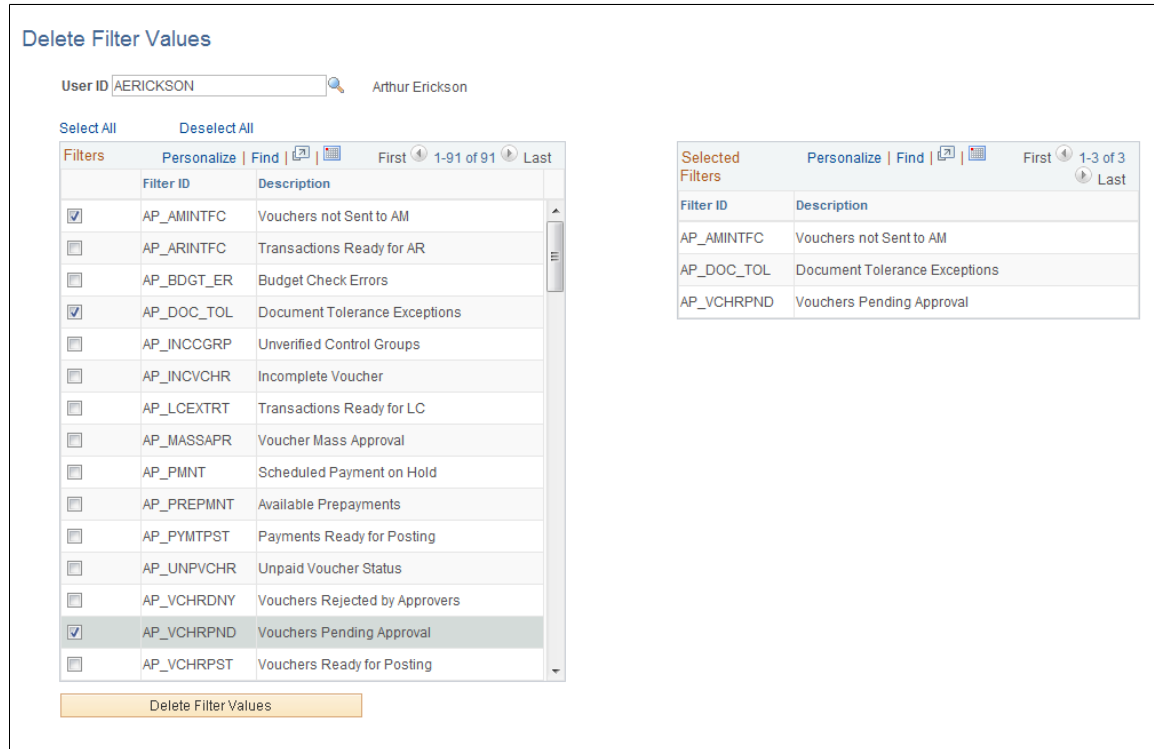 Delete Filter Values
User ID AERICKSON Arthur Erickson
Select All Deselect All
Filters Personalize | Find | | First 1-91 of 91 Last
Filter ID Description
AP_AMINTFC Vouchers not Sent to AM
AP_ARINTFC Transactions Ready for AR
AP_BDGT_ER Budget Check Errors
AP_DOC_TOL Document Tolerance Exceptions
AP_INCCGRP Unverified Control Groups
AP_INCVCHR Incomplete Voucher
AP_LCEXTRT Transactions Ready for LC
AP_MASSAPR Voucher Mass Approval
AP_PMNT Scheduled Payment on Hold
AP_PREPMNT Available Prepayments
AP_PYMTPST Payments Ready for Posting
AP_UNPVCHR Unpaid Voucher Status
AP_VCHRDNY Vouchers Rejected by Approvers
AP_VCHRPND Vouchers Pending Approval
AP_VCHRPST Vouchers Ready for Posting
Delete Filter Values
Selected Personalize | Find | | First 1-3 of 3
Filters Last
Filter ID Description
AP_AMINTFC Vouchers not Sent to AM
AP_DOC_TOL Document Tolerance Exceptions
AP_VCHRPND Vouchers Pending Approval